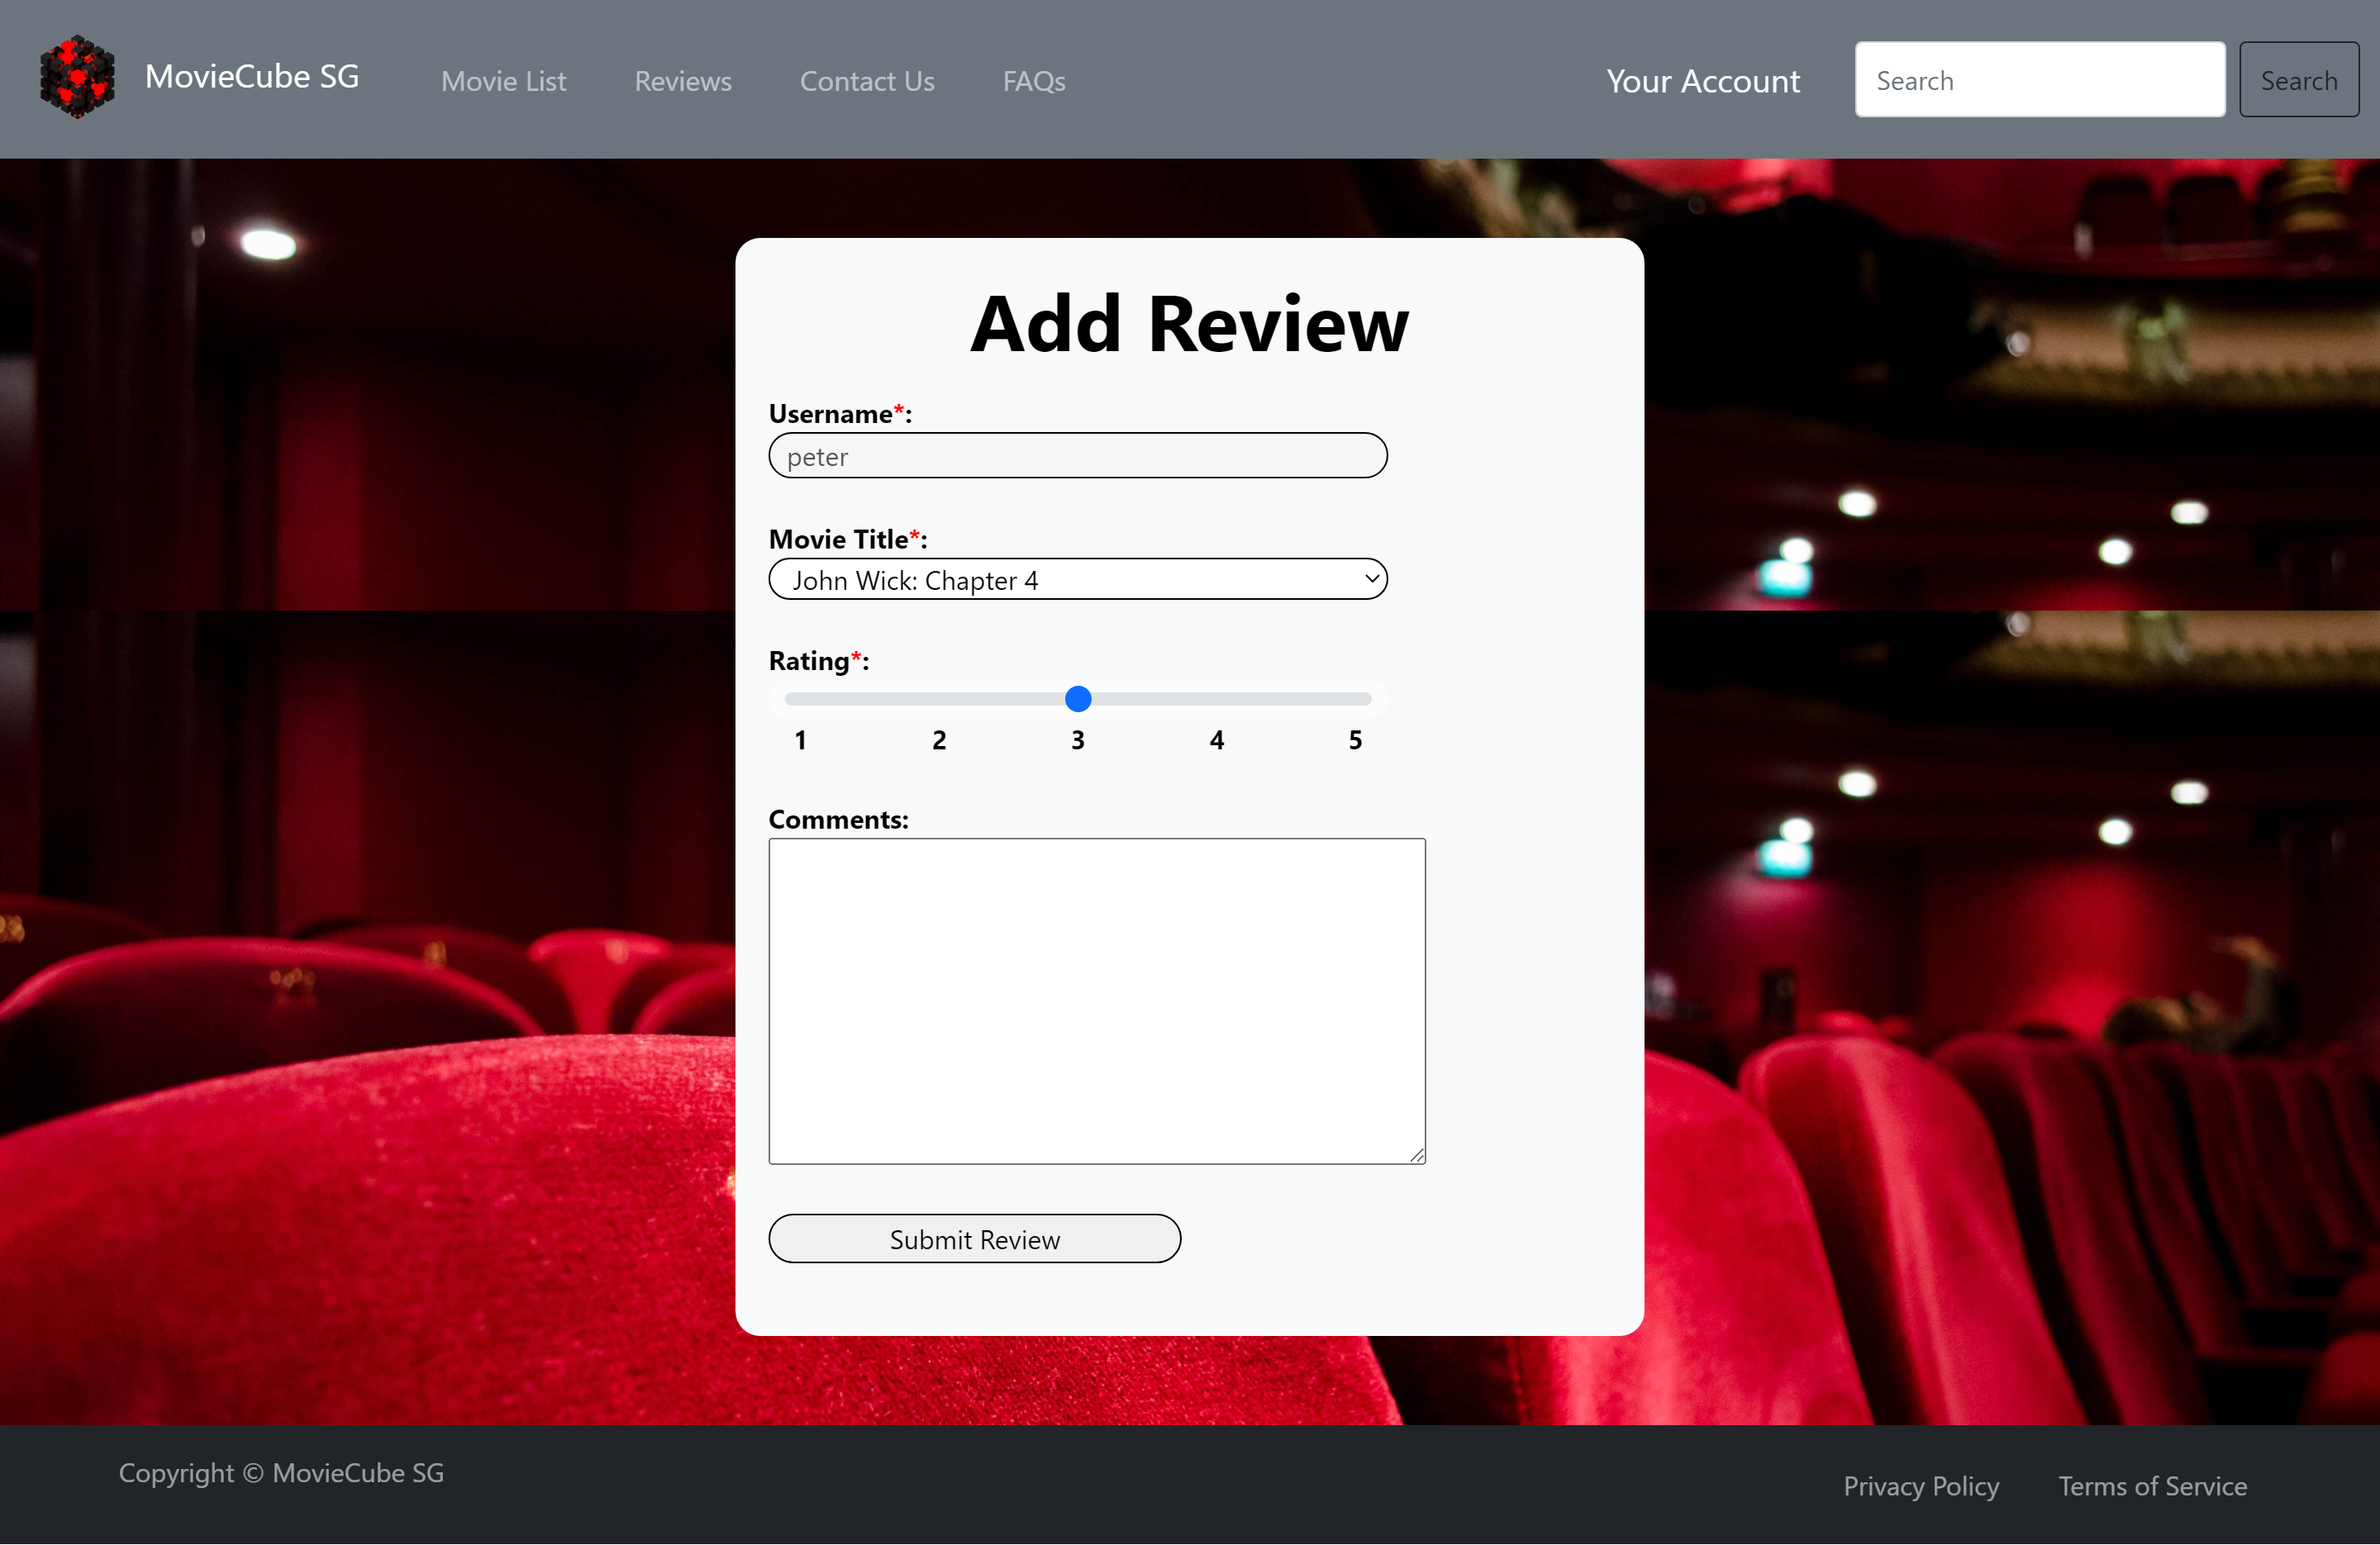 MovieCube SG Movie List Reviews Contact Us FAQs Your Account Search Search
Add Review
Username*:
peter
Movie Title*:
John Wick: Chapter 4
Rating*:
1 2 3 4 5
Comments:
Submit Review
Copyright © MovieCube SG
Privacy Policy Terms of Service